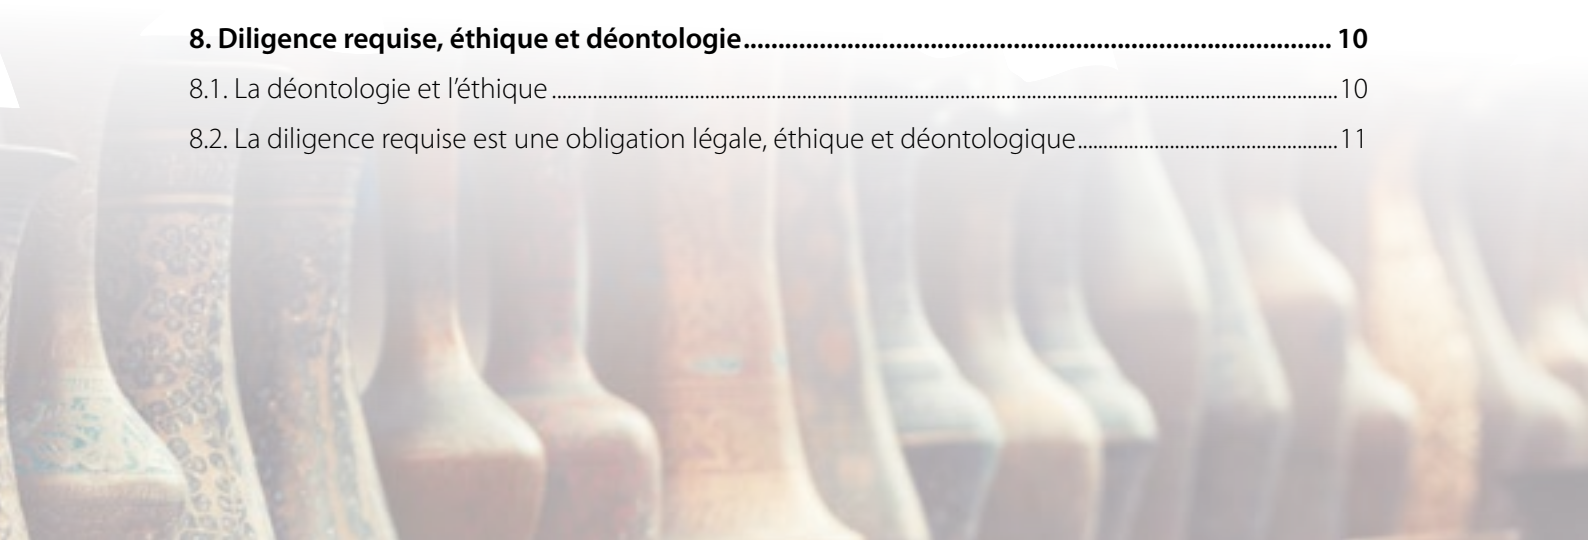 8. Diligence requise, éthique et déontologie.................................................................................... 10
8.1. La déontologie et l’éthique....................................................................................................................................10
8.2. La diligence requise est une obligation légale, éthique et déontologique................................................11